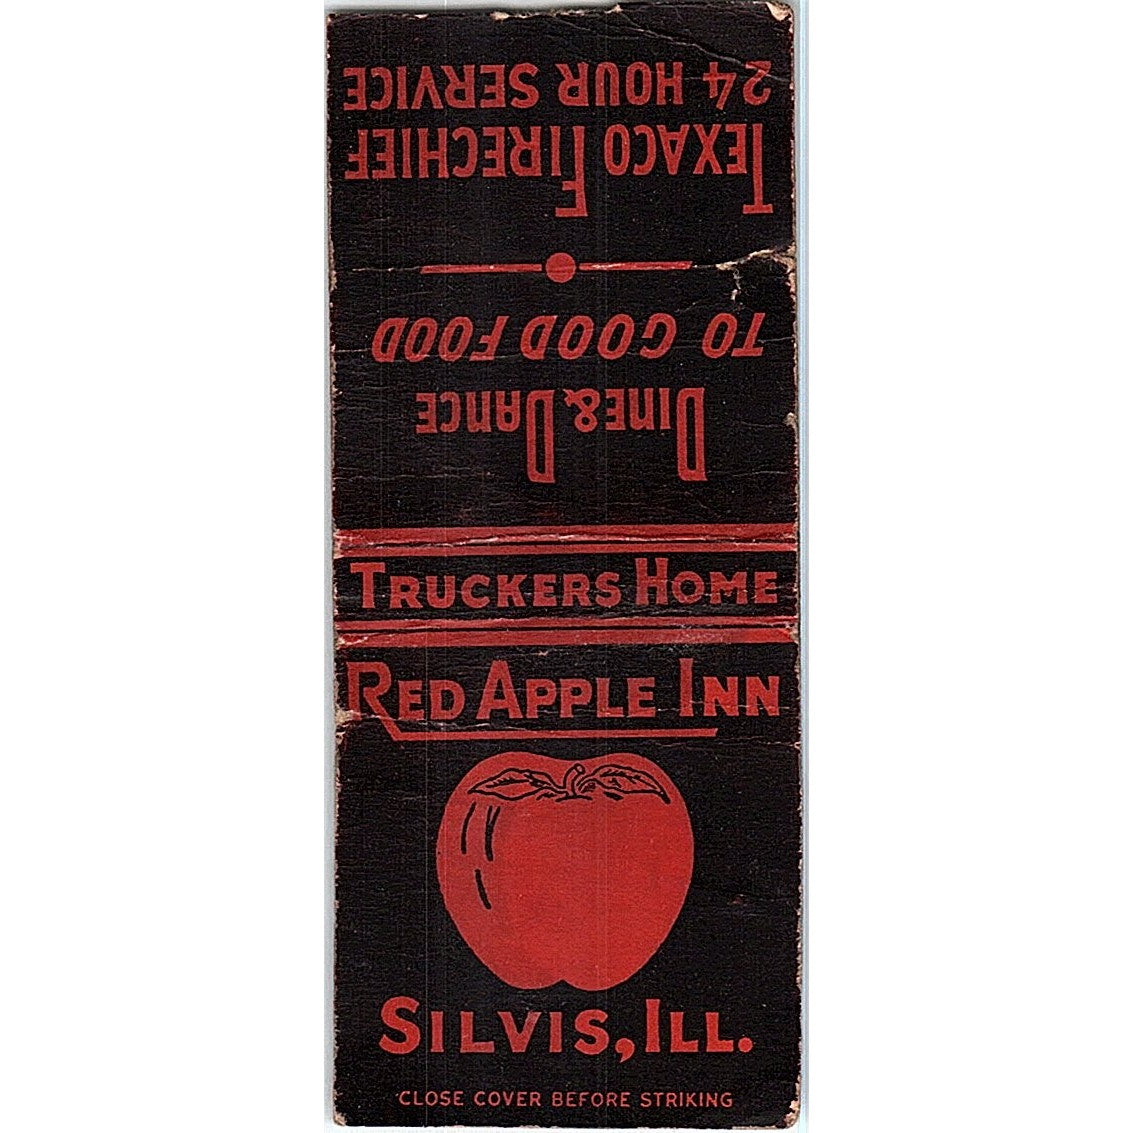 Dine & Dance
TO GOOD FOOD
Texaco Firechief
24 HOUR SERVICE
TRUCKERS HOME
RED APPLE INN
SILVIS, ILL.
CLOSE COVER BEFORE STRIKING